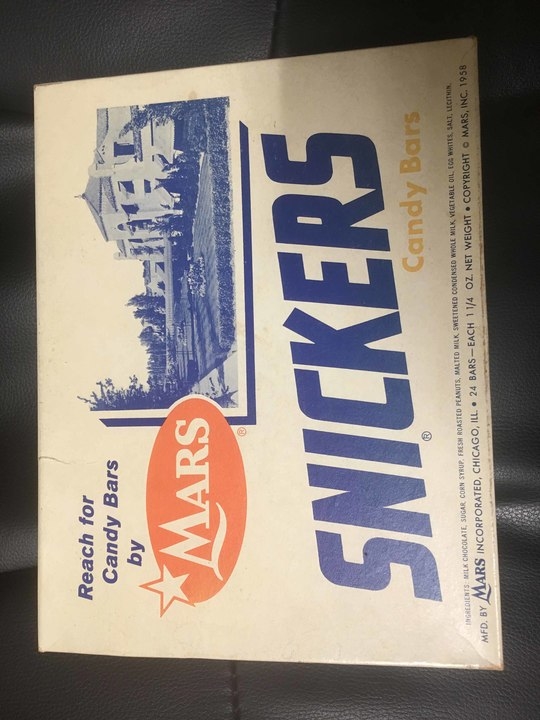 Reach for
Candy Bars
by
MARS ®
SNICKERS ®
Candy Bars
INGREDIENTS: MILK CHOCOLATE, SUGAR, CORN SYRUP, FRESH ROASTED PEANUTS, MALTED MILK, SWEETENED CONDENSED WHOLE MILK, VEGETABLE OIL, EGG WHITES, SALT, LECITHIN.
MFD. BY MARS INCORPORATED, CHICAGO, ILL. • 24 BARS — EACH 1 1/4 OZ. NET WEIGHT • COPYRIGHT © MARS, INC. 1958